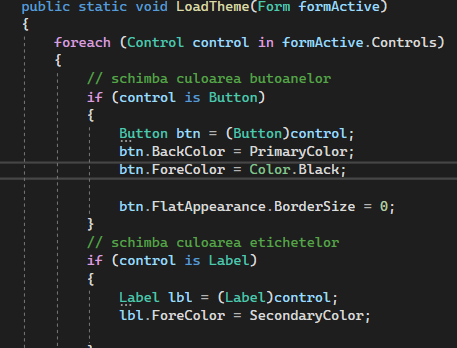 public static void LoadTheme(Form formActive)
{
foreach (Control control in formActive.Controls)
{
// schimba culoarea butoanelor
if (control is Button)
{
Button btn = (Button)control;
btn.BackColor = PrimaryColor;
btn.ForeColor = Color.Black;
btn.FlatAppearance.BorderSize = 0;
}
// schimba culoarea etichetelor
if (control is Label)
{
Label lbl = (Label)control;
lbl.ForeColor = SecondaryColor;
}